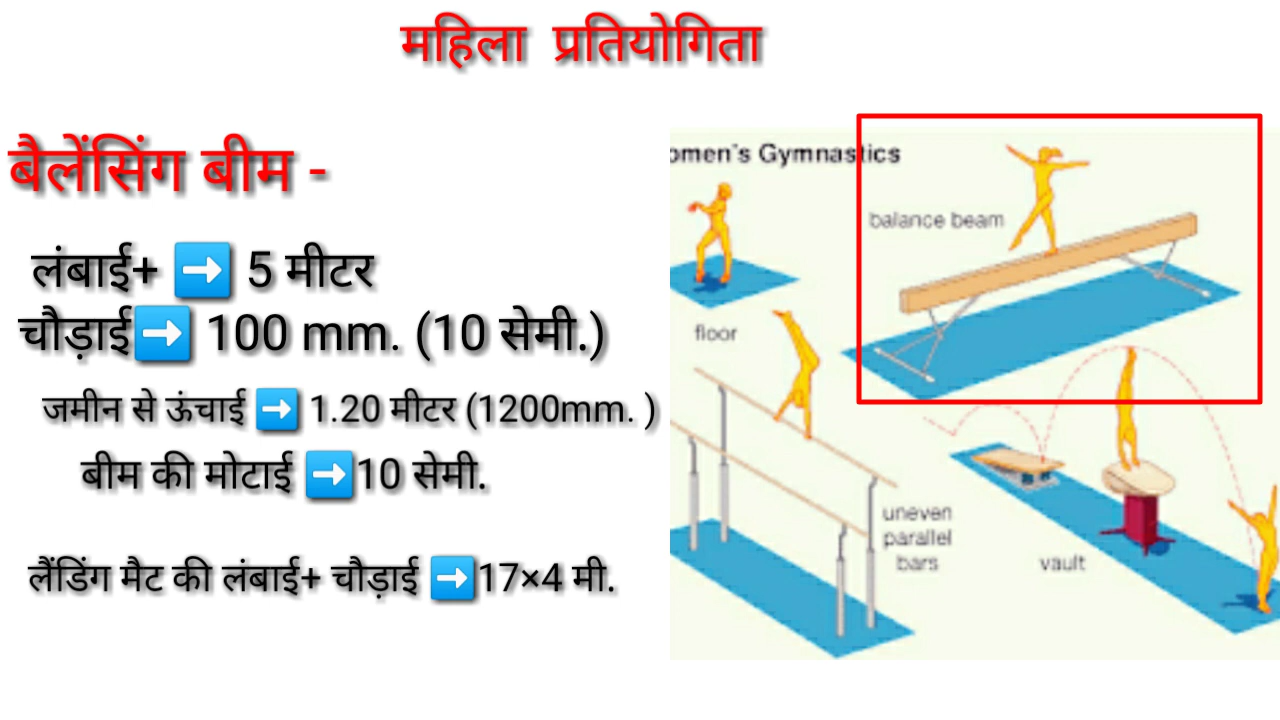 महिला प्रतियोगिता
बैलेंसिंग बीम -
लंबाई+ ➡️ 5 मीटर
चौड़ाई➡️ 100 mm. (10 सेमी.)
जमीन से ऊंचाई ➡️ 1.20 मीटर (1200mm. )
बीम की मोटाई ➡️10 सेमी.
लैंडिंग मैट की लंबाई+ चौड़ाई ➡️17×4 मी.
omen's Gymnastics
balance beam
floor
uneven
parallel
bars
vault